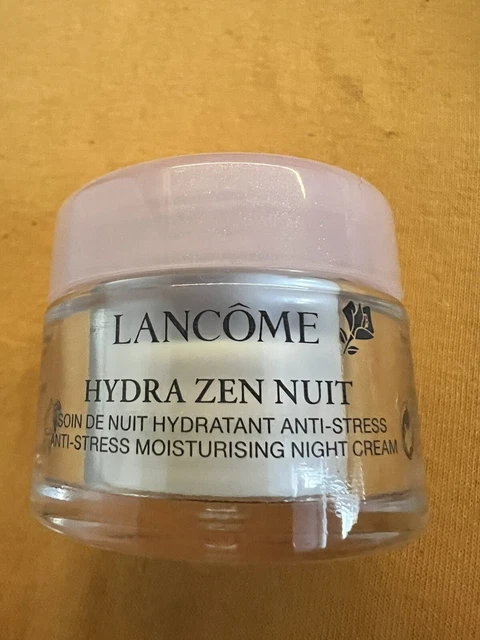 LANCÔME
HYDRA ZEN NUIT
SOIN DE NUIT HYDRATANT ANTI-STRESS
ANTI-STRESS MOISTURISING NIGHT CREAM